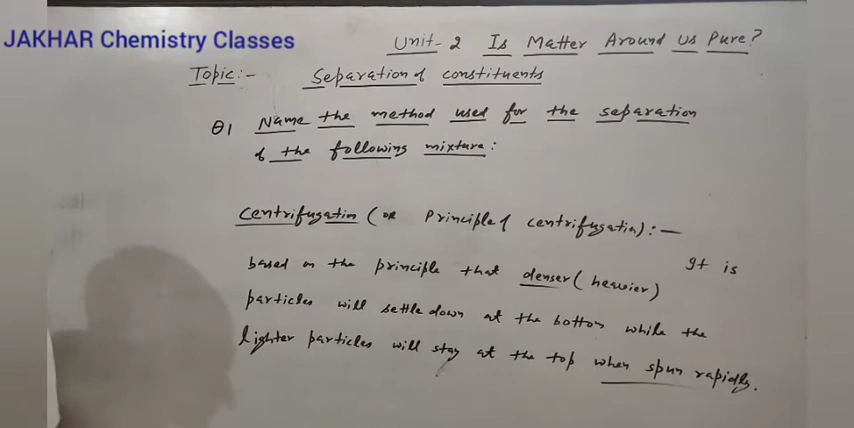 JAKHAR Chemistry Classes
Unit-2 Is Matter Around Us Pure?
Topic:- Separation of constituents
Q1 Name the method used for the separation
of the following mixture:
Centrifugation (OR Principle of centrifugation):- It is
based on the principle that denser (heavier)
particles will settle down at the bottom while the
lighter particles will stay at the top when spun rapidly.